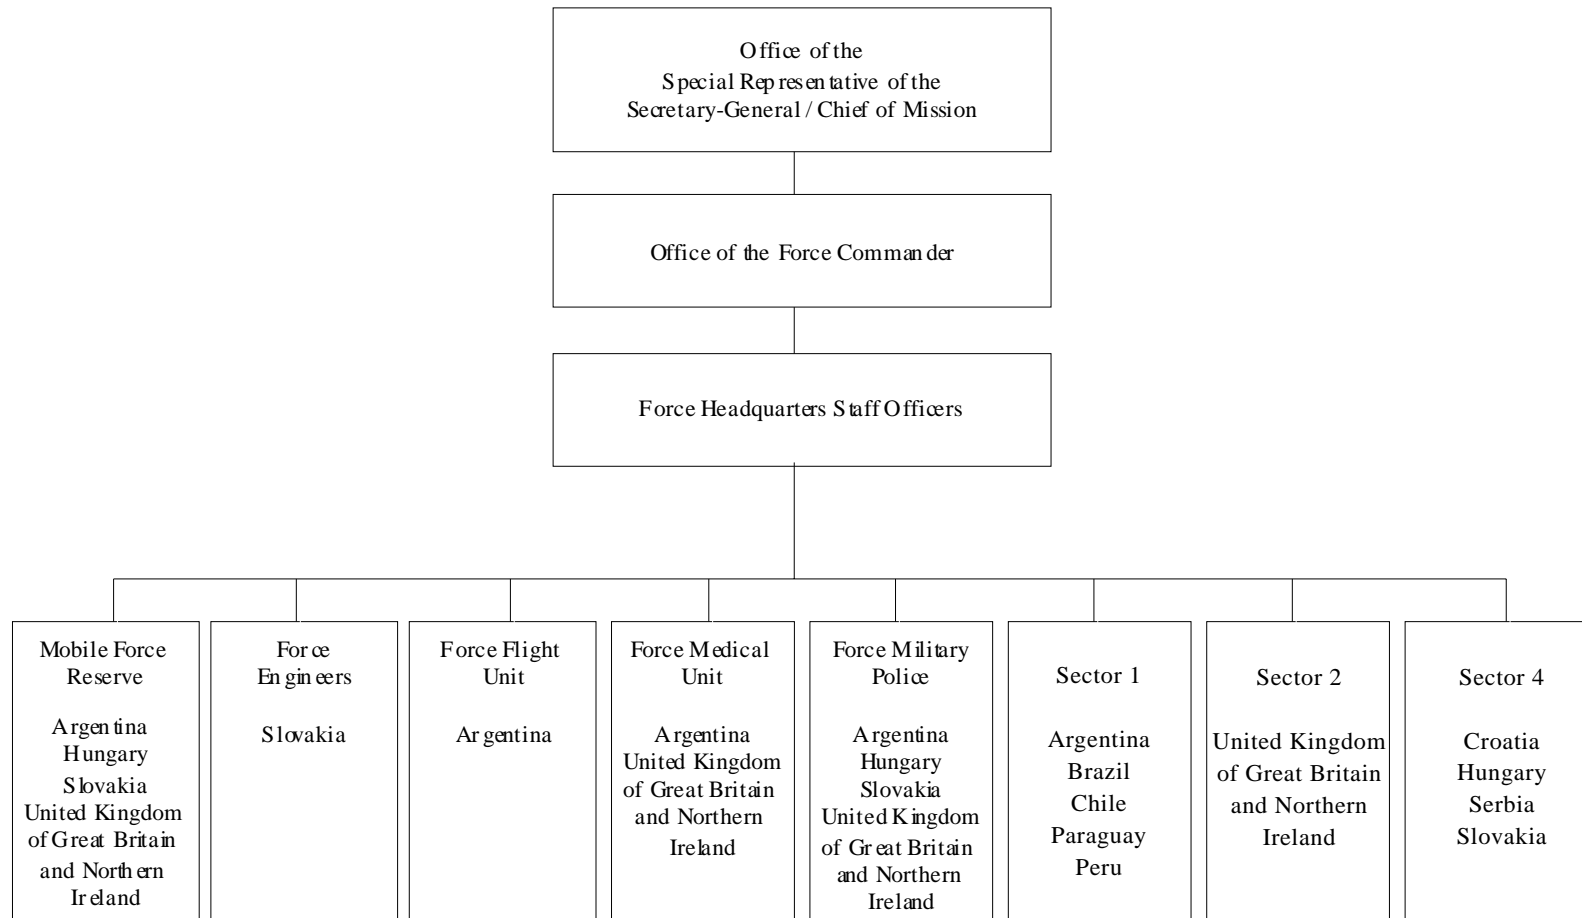 Office of the
Special Representative of the
Secretary-General / Chief of Mission
Office of the Force Commander
Force Headquarters Staff Officers
Mobile Force
Reserve
Argentina
Hungary
Slovakia
United Kingdom
of Great Britain
and Northern
Ireland
Force
Engineers
Slovakia
Force Flight
Unit
Argentina
Force Medical
Unit
Argentina
United Kingdom
of Great Britain
and Northern
Ireland
Force Military
Police
Argentina
Hungary
Slovakia
United Kingdom
of Great Britain
and Northern
Ireland
Sector 1
Argentina
Brazil
Chile
Paraguay
Peru
Sector 2
United Kingdom
of Great Britain
and Northern
Ireland
Sector 4
Croatia
Hungary
Serbia
Slovakia